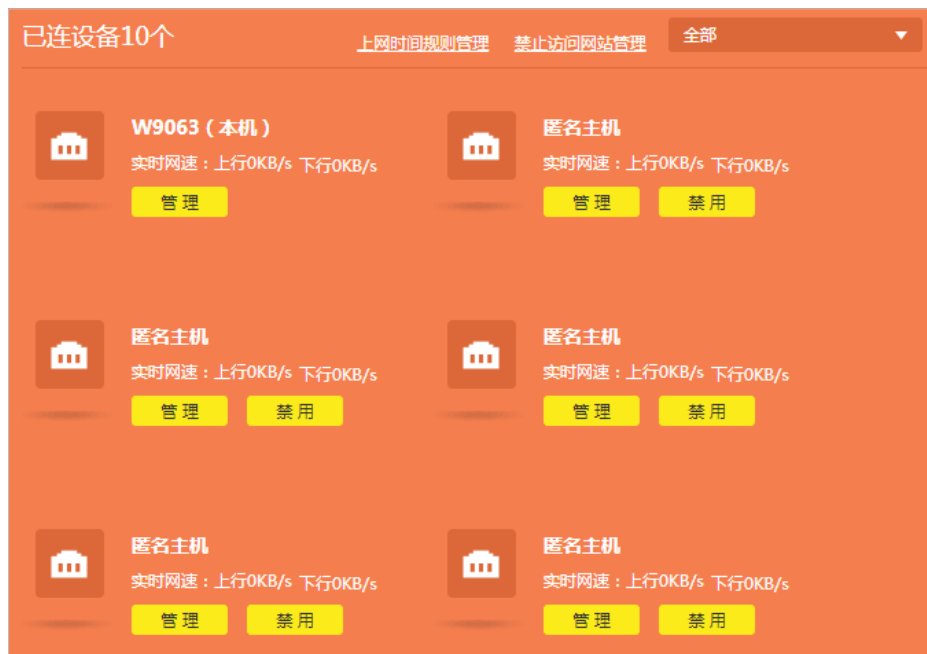 已连设备10个
上网时间规则管理 禁止访问网站管理 全部
W9063（本机）
实时网速：上行0KB/s 下行0KB/s
管 理
匿名主机
实时网速：上行0KB/s 下行0KB/s
管 理 禁 用
匿名主机
实时网速：上行0KB/s 下行0KB/s
管 理 禁 用
匿名主机
实时网速：上行0KB/s 下行0KB/s
管 理 禁 用
匿名主机
实时网速：上行0KB/s 下行0KB/s
管 理 禁 用
匿名主机
实时网速：上行0KB/s 下行0KB/s
管 理 禁 用